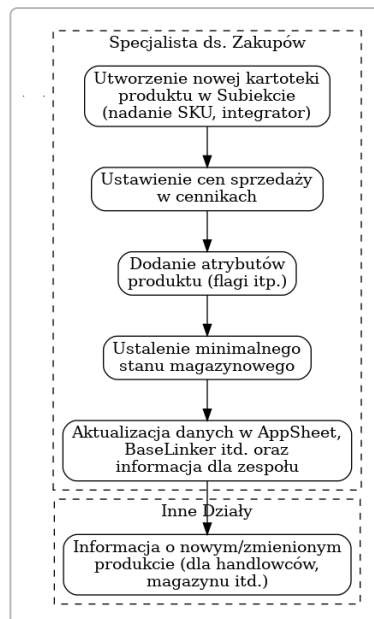 Specjalista ds. Zakupów
Utworzenie nowej kartoteki
produktu w Subiekcie
(nadanie SKU, integrator)
Ustawienie cen sprzedaży
w cennikach
Dodanie atrybutów
produktu (flagi itp.)
Ustalenie minimalnego
stanu magazynowego
Aktualizacja danych w AppSheet,
BaseLinker itd. oraz
informacja dla zespołu
Inne Działy
Informacja o nowym/zmienionym
produkcie (dla handlowców,
magazynu itd.)